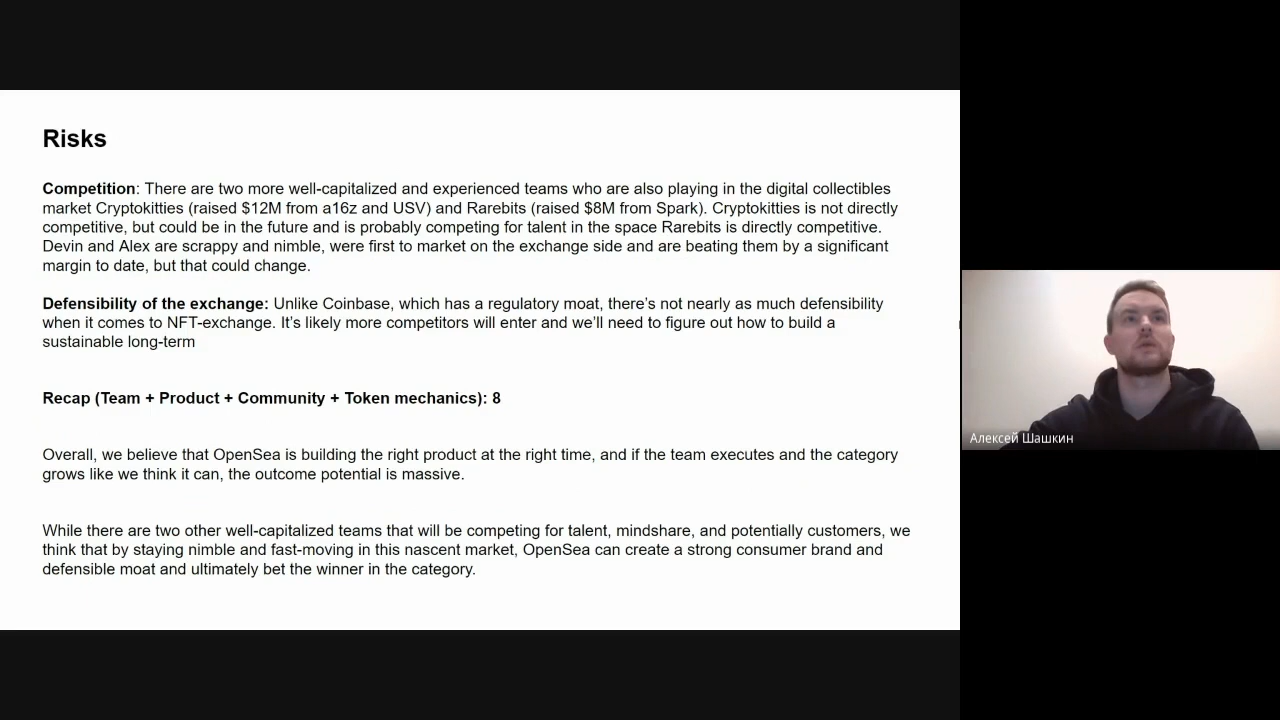 Risks
Competition: There are two more well-capitalized and experienced teams who are also playing in the digital collectibles
market Cryptokitties (raised $12M from a16z and USV) and Rarebits (raised $8M from Spark). Cryptokitties is not directly
competitive, but could be in the future and is probably competing for talent in the space Rarebits is directly competitive.
Devin and Alex are scrappy and nimble, were first to market on the exchange side and are beating them by a significant
margin to date, but that could change.
Defensibility of the exchange: Unlike Coinbase, which has a regulatory moat, there's not nearly as much defensibility
when it comes to NFT-exchange. It's likely more competitors will enter and we'll need to figure out how to build a
sustainable long-term
Recap (Team + Product + Community + Token mechanics): 8
Overall, we believe that OpenSea is building the right product at the right time, and if the team executes and the category
grows like we think it can, the outcome potential is massive.
While there are two other well-capitalized teams that will be competing for talent, mindshare, and potentially customers, we
think that by staying nimble and fast-moving in this nascent market, OpenSea can create a strong consumer brand and
defensible moat and ultimately bet the winner in the category.
Алексей Шашкин